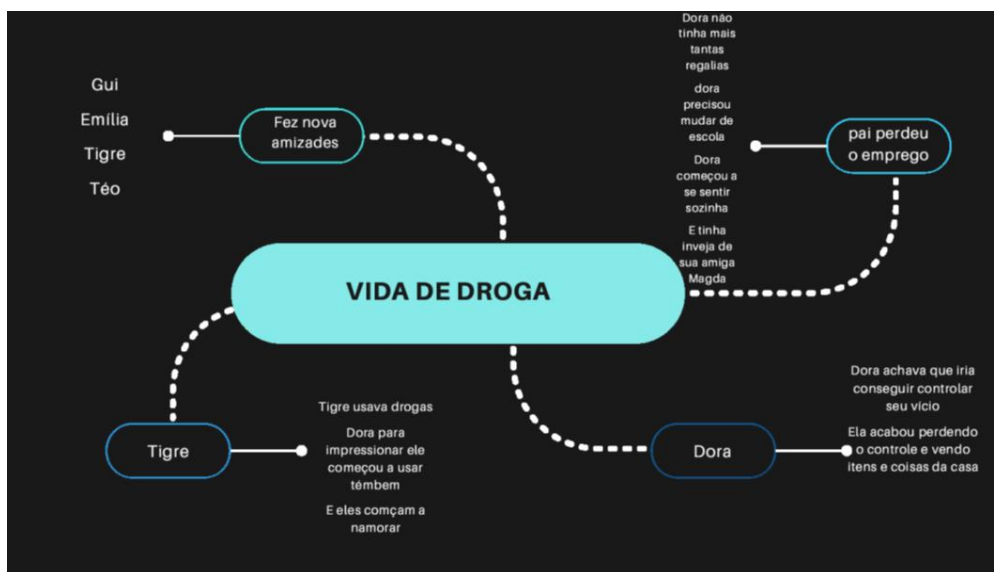 Gui
Emília
Tigre
Téo
Fez nova
amizades
Dora não
tinha mais
tantas
regalias
dora
precisou
mudar de
escola
Dora
começou a
se sentir
sozinha
E tinha
inveja de
sua amiga
Magda
pai perdeu
o emprego
VIDA DE DROGA
Tigre
Tigre usava drogas
Dora para
impressionar ele
começou a usar
témbem
E eles comçam a
namorar
Dora
Dora achava que iria
conseguir controlar
seu vício
Ela acabou perdendo
o controle e vendo
itens e coisas da casa